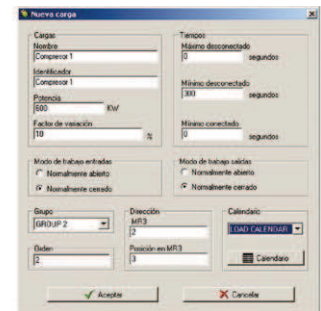 Nueva carga
Cargas
Nombre
Compresor 1
Identificador
Compresor 1
Potencia
600 KW
Factor de variación
10 %
Tiempos
Máximo desconectado
0 segundos
Mínimo desconectado
300 segundos
Mínimo conectado
0 segundos
Modo de trabajo entradas
Normalmente abierto
Normalmente cerrado
Modo de trabajo salidas
Normalmente abierto
Normalmente cerrado
Grupo
GROUP 2
Orden
2
Dirección
MR3
2
Posición en MR3
3
Calendario
LOAD CALENDAR
Calendario
Aceptar
Cancelar